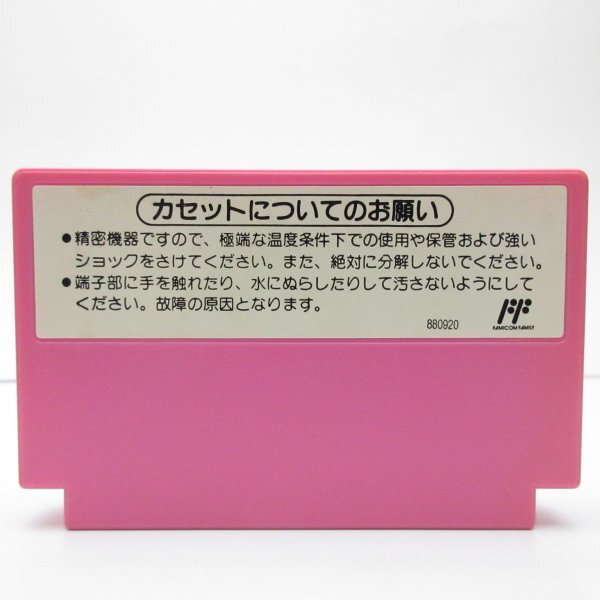 カセットについてのお願い
●精密機器ですので、極端な温度条件下での使用や保管および強い
ショックをさけてください。また、絶対に分解しないでください。
●端子部に手を触れたり、水にぬらしたりして汚さないようにして
ください。故障の原因となります。
880920
FF
FAMICOM FAMILY